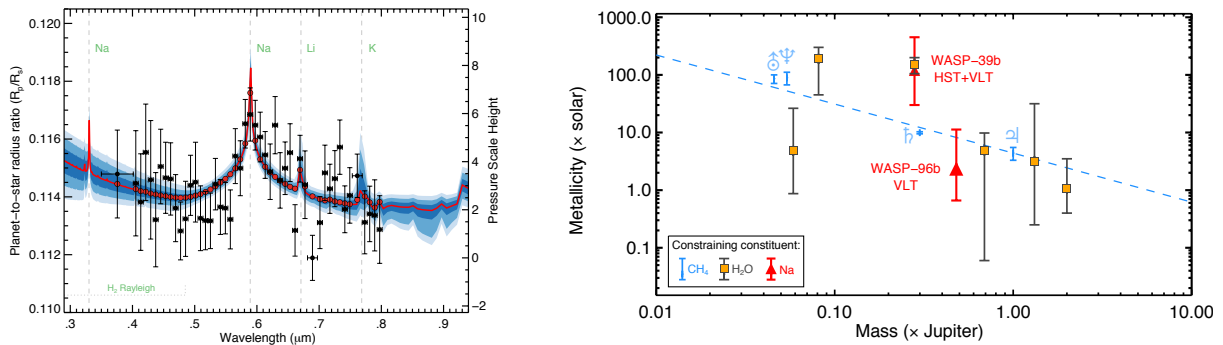 0.120
0.118
0.116
0.114
0.112
0.110
Planet-to-star radius ratio (Rp/Rs)
Na
Na
Li
K
H₂ Rayleigh
.3
.4
.5
.6
.7
.8
.9
Wavelength (μm)
10
8
6
4
2
0
−2
Pressure Scale Height
100.0
10.0
1.0
0.1
Metallicity (× solar)
WASP−39b
HST+VLT
WASP−96b
VLT
Constraining constituent:
CH₄ H₂O Na
0.01
0.10
1.00
10.00
Mass (× Jupiter)